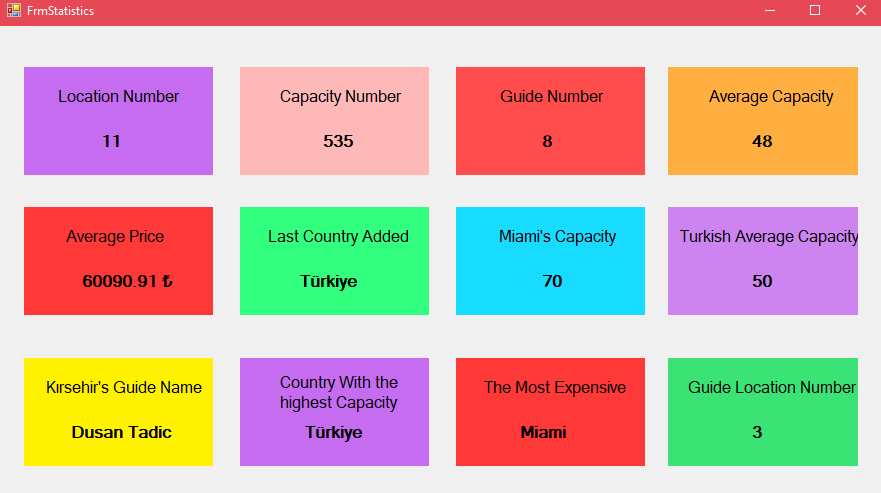 FrmStatistics
Location Number
11
Capacity Number
535
Guide Number
8
Average Capacity
48
Average Price
60090.91 ₺
Last Country Added
Türkiye
Miami's Capacity
70
Turkish Average Capacity
50
Kırsehir's Guide Name
Dusan Tadic
Country With the
highest Capacity
Türkiye
The Most Expensive
Miami
Guide Location Number
3